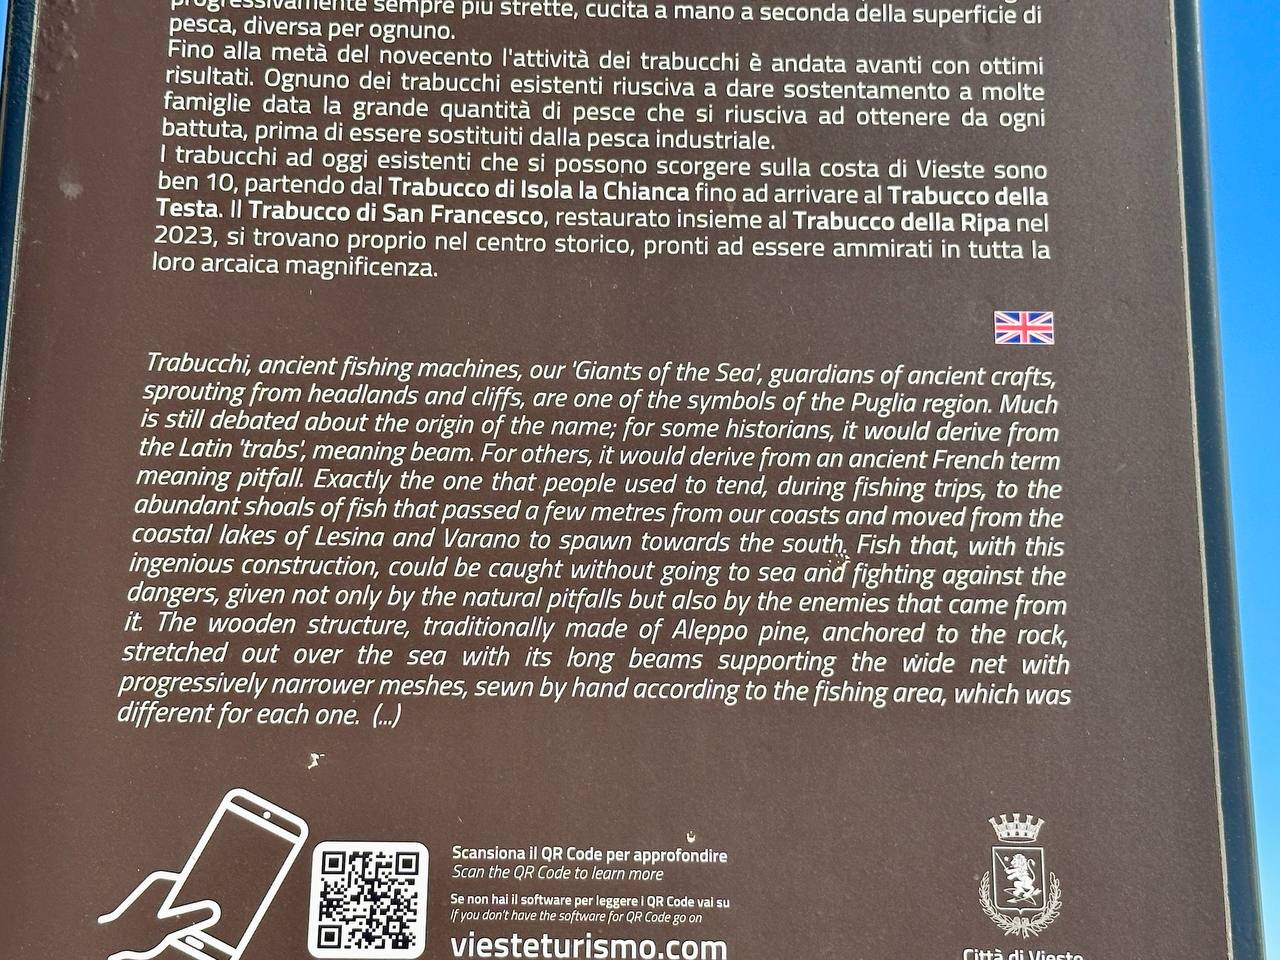 progressivamente sempre più strette, cucita a mano a seconda della superficie di
pesca, diversa per ognuno.
Fino alla metà del novecento l'attività dei trabucchi è andata avanti con ottimi
risultati. Ognuno dei trabucchi esistenti riusciva a dare sostentamento a molte
famiglie data la grande quantità di pesce che si riusciva ad ottenere da ogni
battuta, prima di essere sostituiti dalla pesca industriale.
I trabucchi ad oggi esistenti che si possono scorgere sulla costa di Vieste sono
ben 10, partendo dal Trabucco di Isola la Chianca fino ad arrivare al Trabucco della
Testa. Il Trabucco di San Francesco, restaurato insieme al Trabucco della Ripa nel
2023, si trovano proprio nel centro storico, pronti ad essere ammirati in tutta la
loro arcaica magnificenza.
Trabucchi, ancient fishing machines, our 'Giants of the Sea', guardians of ancient crafts,
sprouting from headlands and cliffs, are one of the symbols of the Puglia region. Much
is still debated about the origin of the name; for some historians, it would derive from
the Latin 'trabs', meaning beam. For others, it would derive from an ancient French term
meaning pitfall. Exactly the one that people used to tend, during fishing trips, to the
abundant shoals of fish that passed a few metres from our coasts and moved from the
coastal lakes of Lesina and Varano to spawn towards the south. Fish that, with this
ingenious construction, could be caught without going to sea and fighting against the
dangers, given not only by the natural pitfalls but also by the enemies that came from
it. The wooden structure, traditionally made of Aleppo pine, anchored to the rock,
stretched out over the sea with its long beams supporting the wide net with
progressively narrower meshes, sewn by hand according to the fishing area, which was
different for each one. (...)
Scansiona il QR Code per approfondire
Scan the QR Code to learn more
Se non hai il software per leggere i QR Code vai su
If you don't have the software for QR Code go on
viesteturismo.com
Città di Vieste